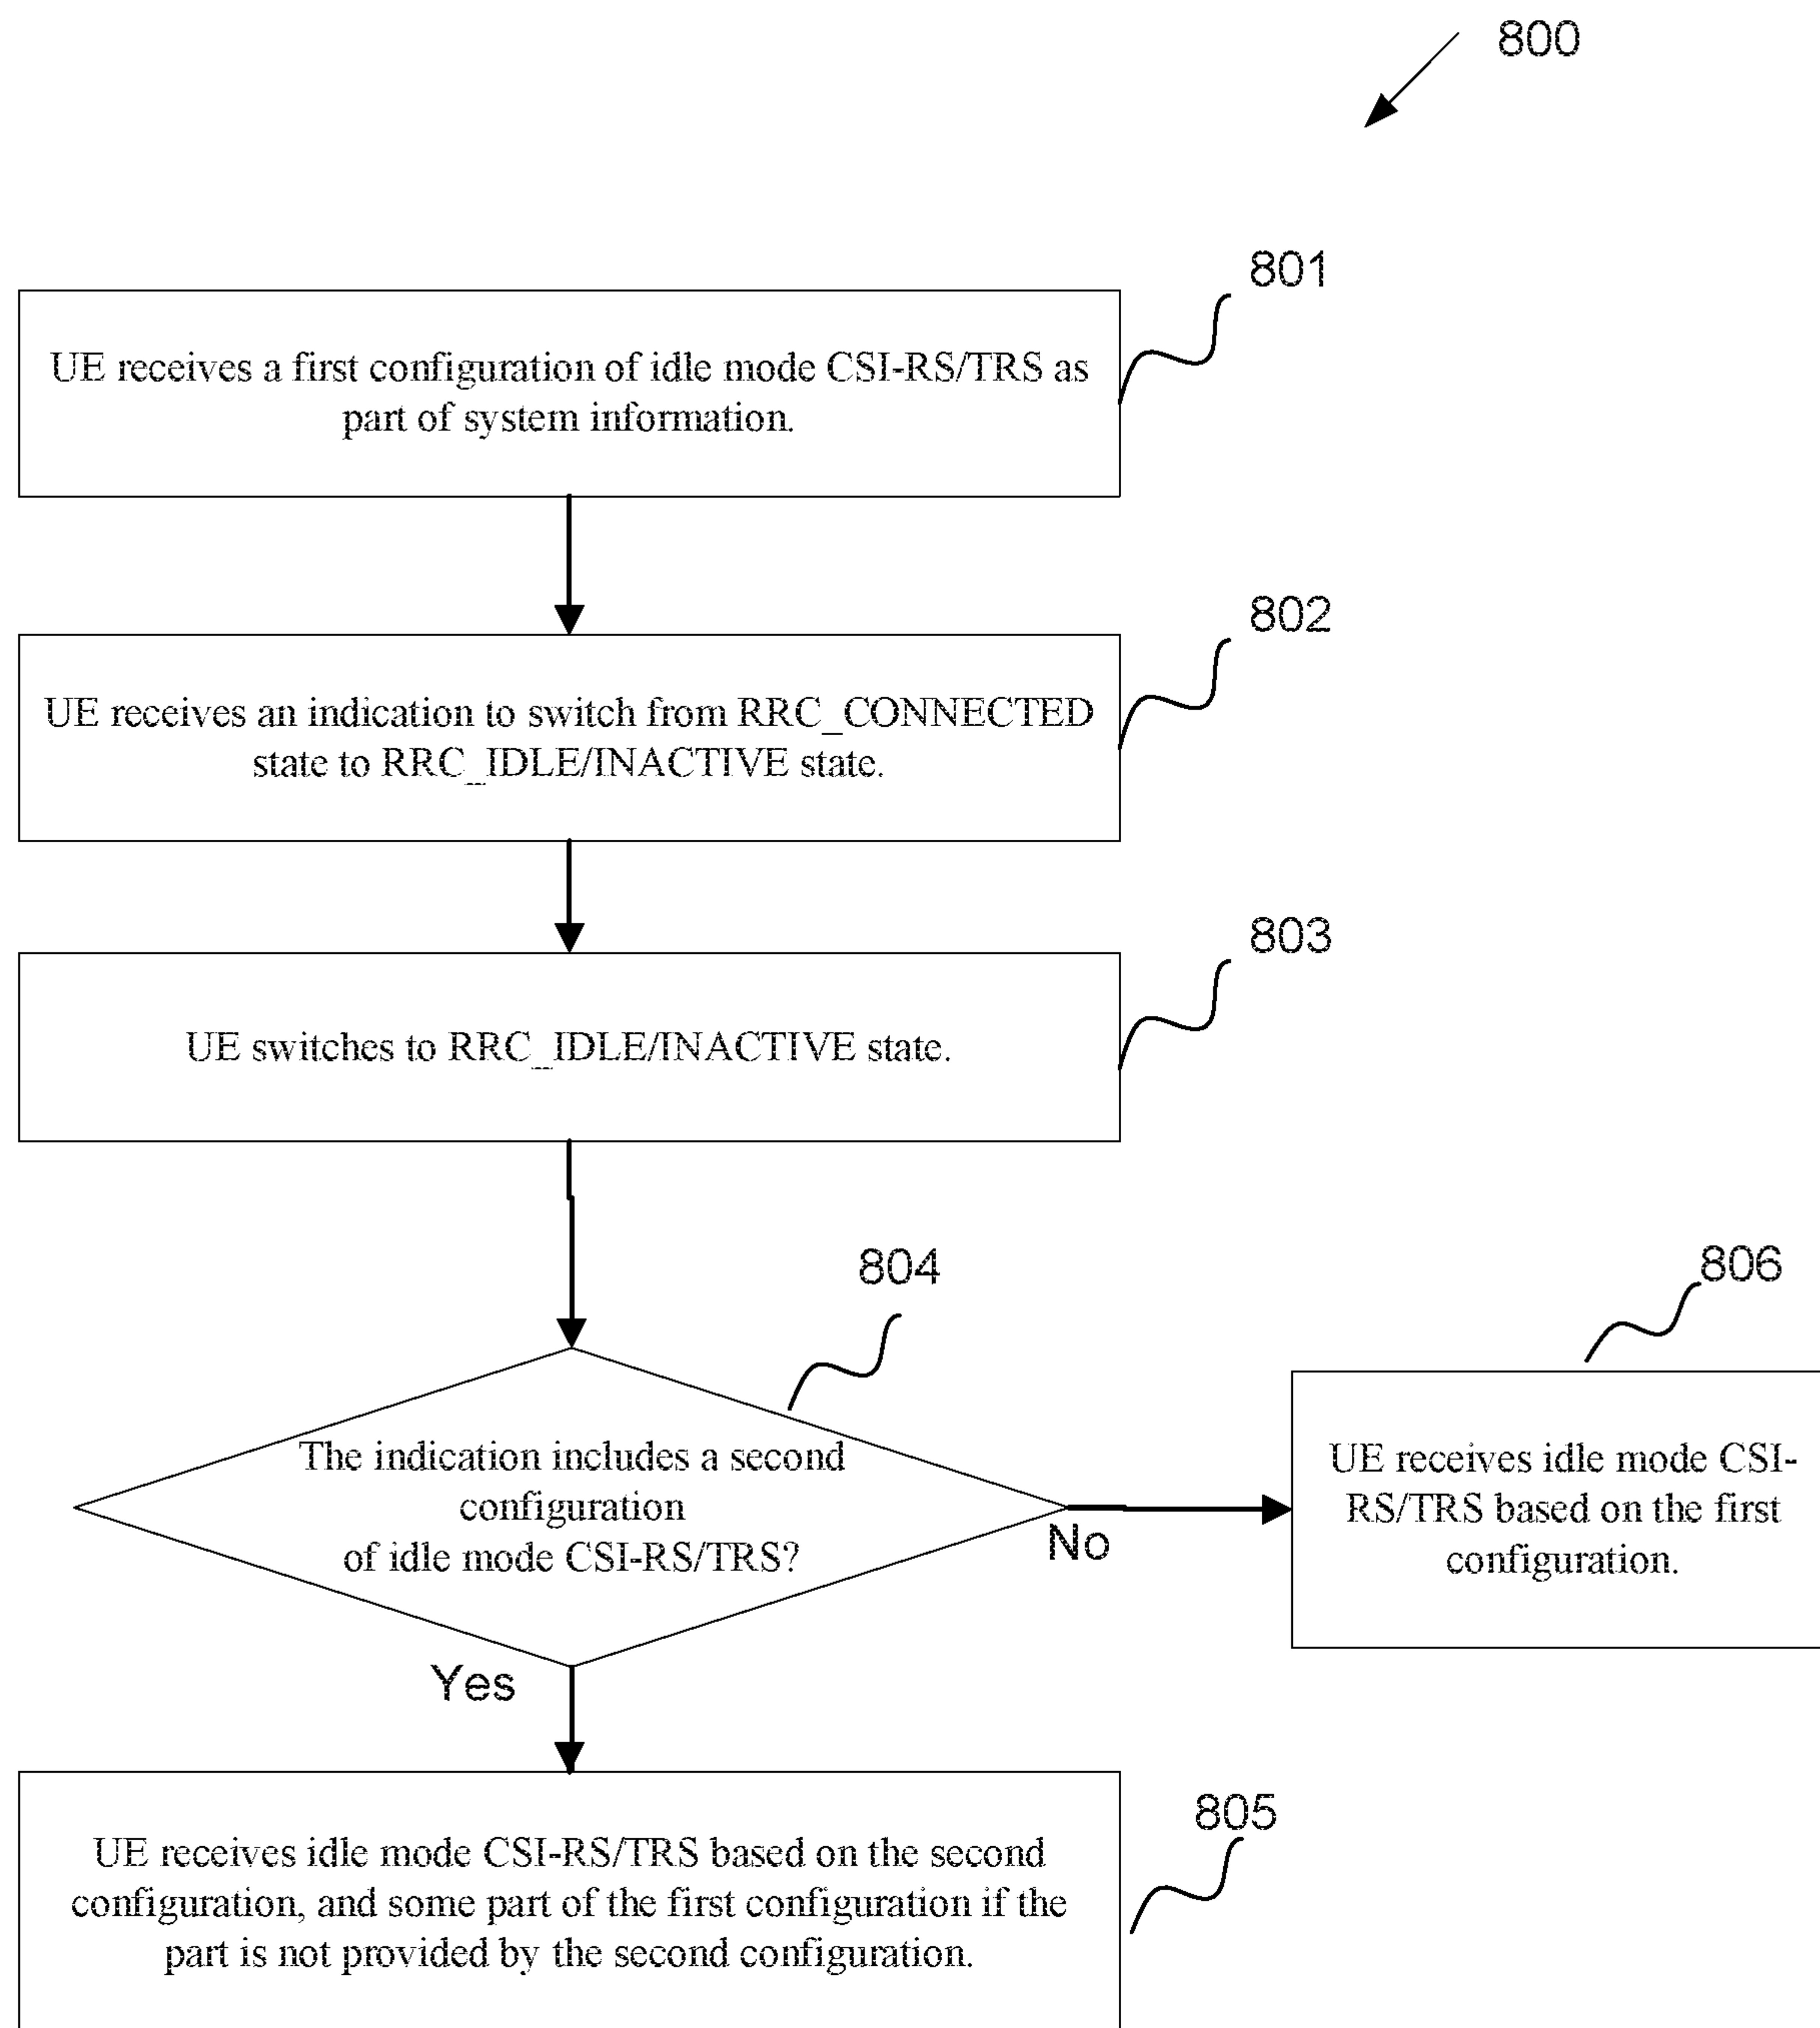 800
801
UE receives a first configuration of idle mode CSI-RS/TRS as
part of system information.
802
UE receives an indication to switch from RRC_CONNECTED
state to RRC_IDLE/INACTIVE state.
803
UE switches to RRC_IDLE/INACTIVE state.
804
The indication includes a second
configuration
of idle mode CSI-RS/TRS?
No
Yes
806
UE receives idle mode CSI-
RS/TRS based on the first
configuration.
805
UE receives idle mode CSI-RS/TRS based on the second
configuration, and some part of the first configuration if the
part is not provided by the second configuration.